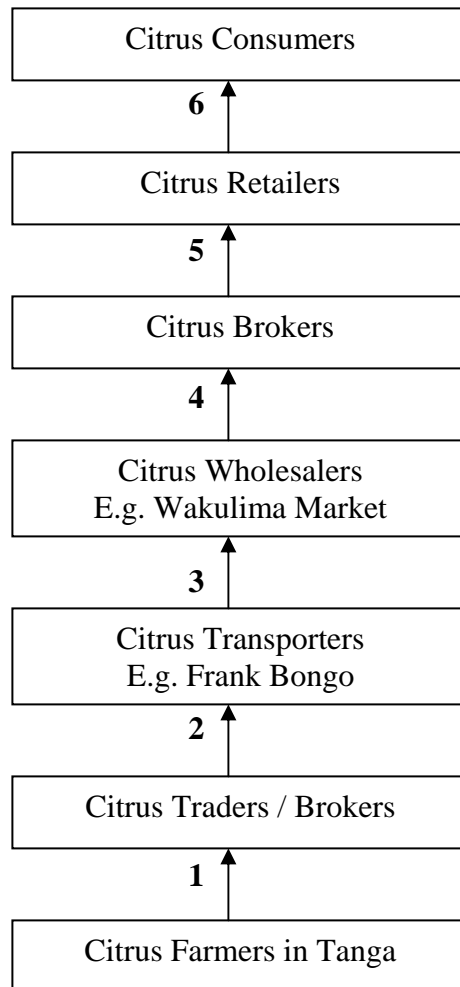 Citrus Consumers
6
Citrus Retailers
5
Citrus Brokers
4
Citrus Wholesalers
E.g. Wakulima Market
3
Citrus Transporters
E.g. Frank Bongo
2
Citrus Traders / Brokers
1
Citrus Farmers in Tanga